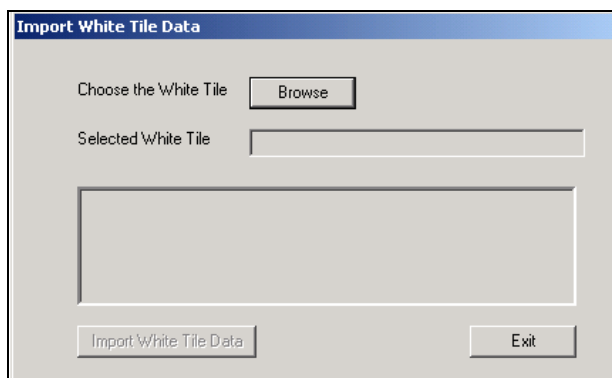 Import White Tile Data
Choose the White Tile Browse
Selected White Tile
Import White Tile Data Exit